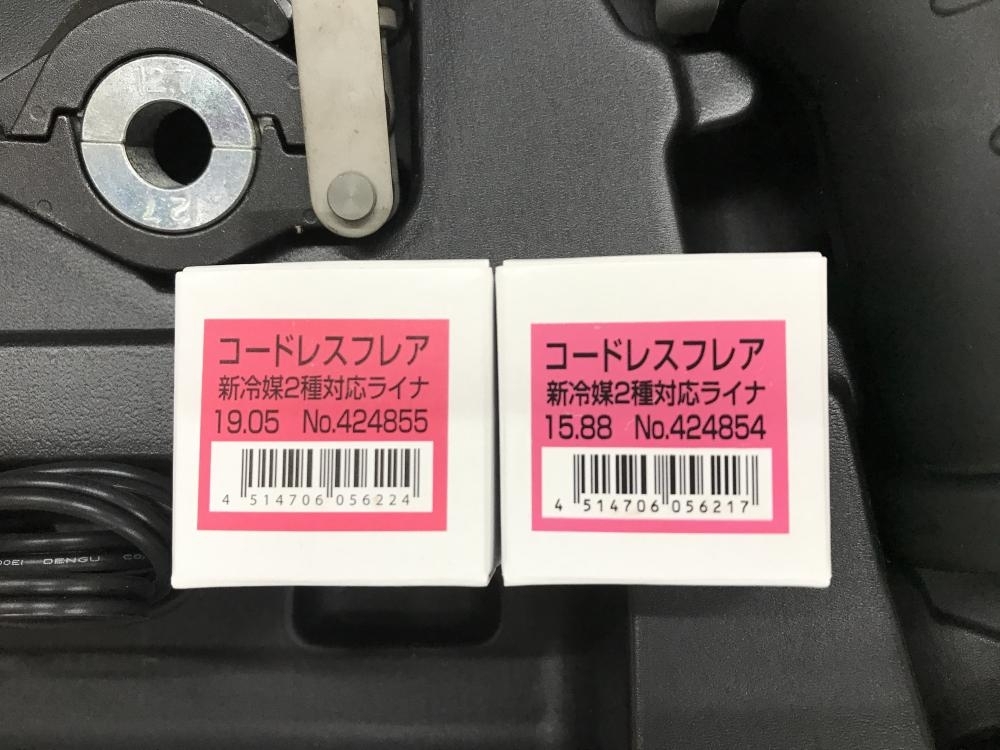 12.7
12.7
コードレスフレア
新冷媒2種対応ライナ
19.05 No.424855
4 514706 056224
コードレスフレア
新冷媒2種対応ライナ
15.88 No.424854
4 514706 056217
DENGU